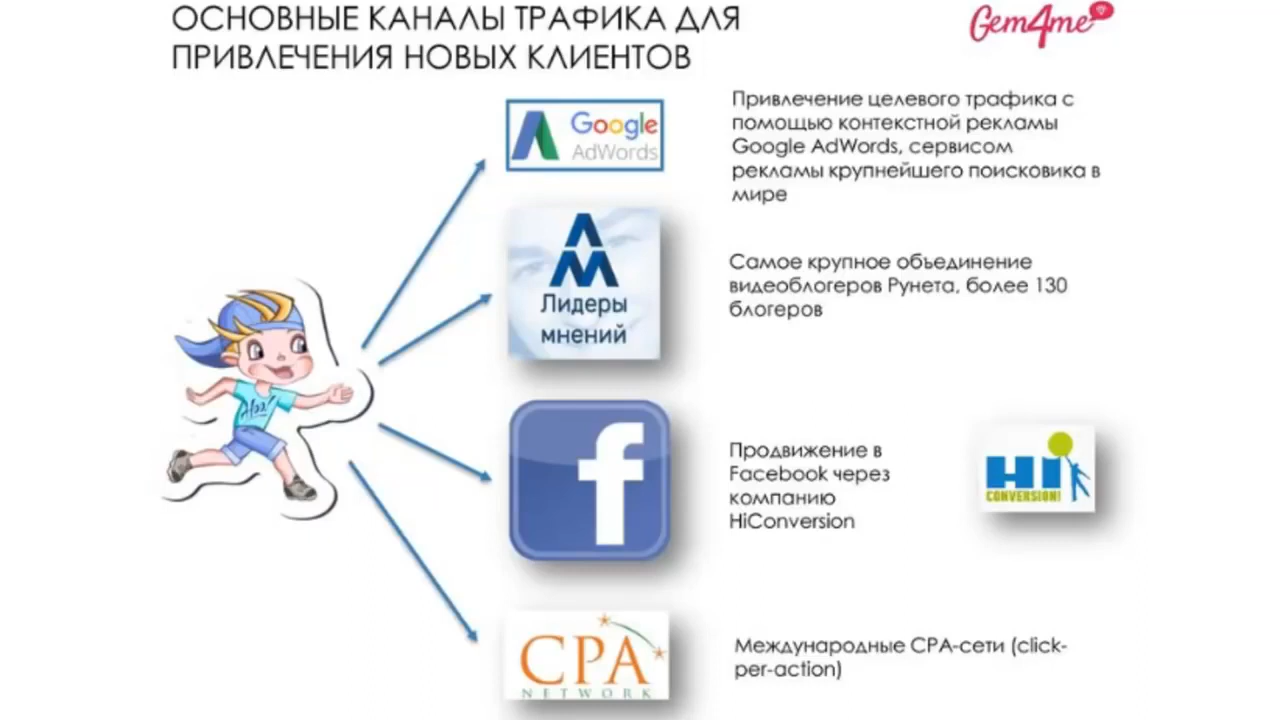 ОСНОВНЫЕ КАНАЛЫ ТРАФИКА ДЛЯ
ПРИВЛЕЧЕНИЯ НОВЫХ КЛИЕНТОВ
Gem4me
Google
AdWords
Привлечение целевого трафика с
помощью контекстной рекламы
Google AdWords, сервисом
рекламы крупнейшего поисковика в
мире
ЛМ
Лидеры
мнений
Самое крупное объединение
видеоблогеров Рунета, более 130
блогеров
f
Продвижение в
Facebook через
компанию
HiConversion
Hi
CONVERSION!
CPA
NETWORK
Международные CPA-сети (click-
per-action)